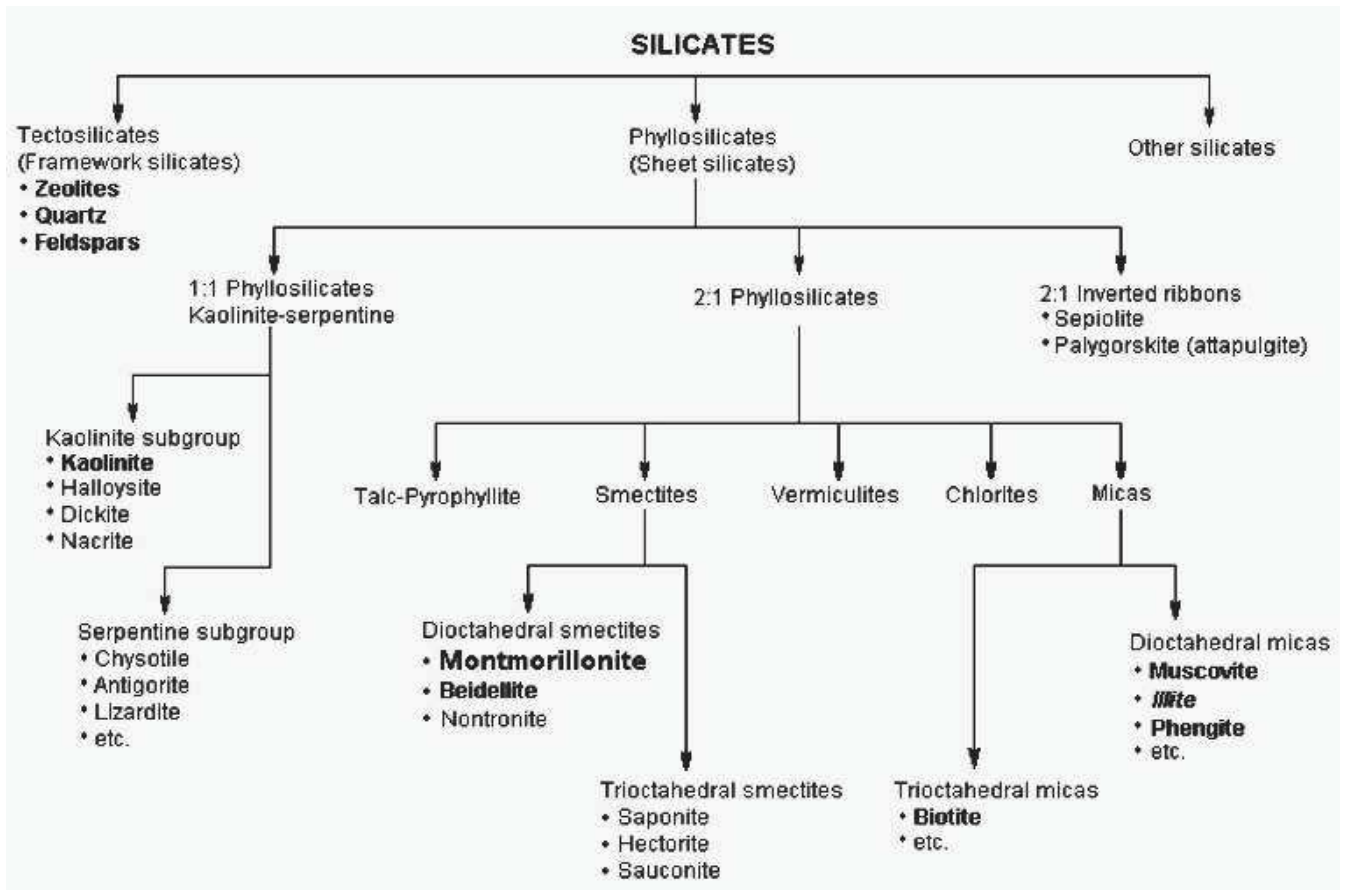 SILICATES
Tectosilicates
(Framework silicates)
• Zeolites
• Quartz
• Feldspars
Phyllosilicates
(Sheet silicates)
Other silicates
1:1 Phyllosilicates
Kaolinite-serpentine
2:1 Phyllosilicates
2:1 Inverted ribbons
• Sepiolite
• Palygorskite (attapulgite)
Kaolinite subgroup
• Kaolinite
• Halloysite
• Dickite
• Nacrite
Talc-Pyrophyllite
Smectites
Vermiculites
Chlorites
Micas
Serpentine subgroup
• Chysotile
• Antigorite
• Lizardite
• etc.
Dioctahedral smectites
• Montmorillonite
• Beidellite
• Nontronite
Dioctahedral micas
• Muscovite
• Illite
• Phengite
• etc.
Trioctahedral smectites
• Saponite
• Hectorite
• Sauconite
Trioctahedral micas
• Biotite
• etc.